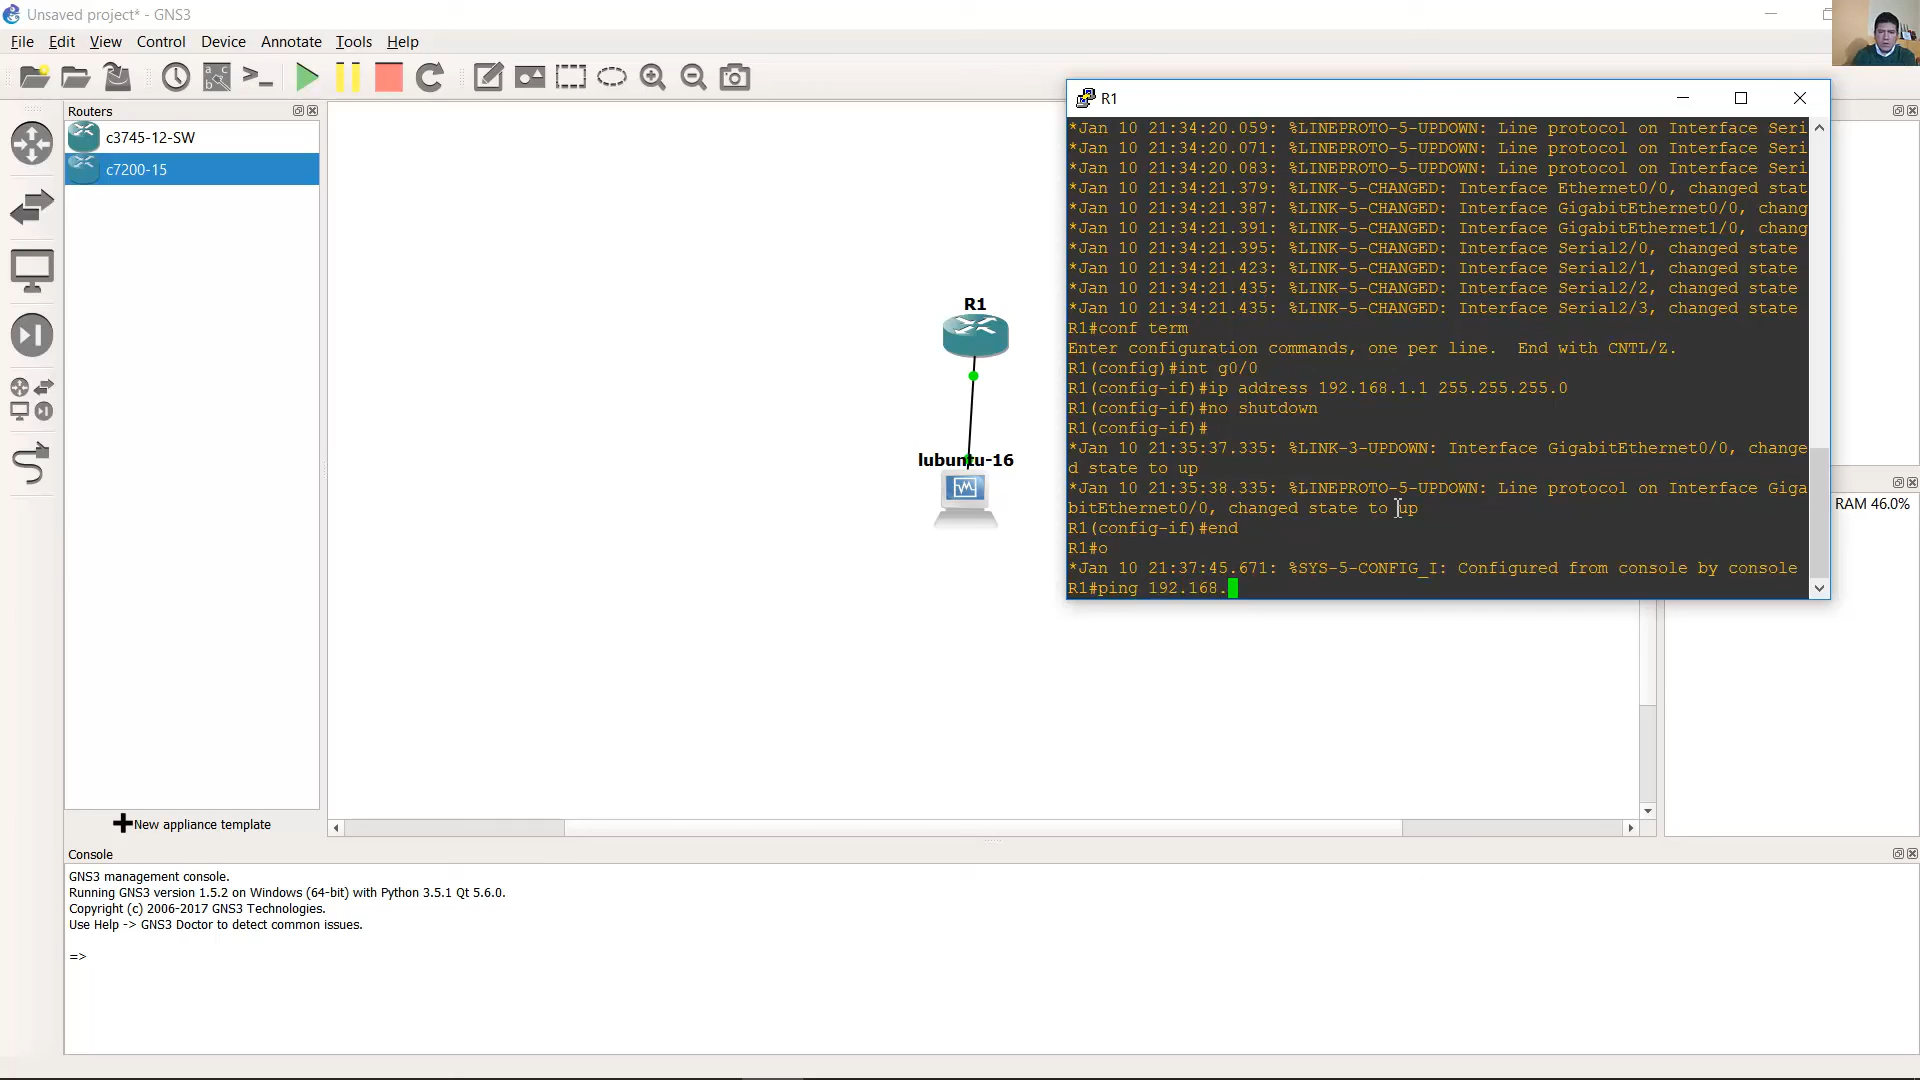 Unsaved project* - GNS3
File Edit View Control Device Annotate Tools Help
Routers
c3745-12-SW
c7200-15
New appliance template
R1
lubuntu-16
R1
*Jan 10 21:34:20.059: %LINEPROTO-5-UPDOWN: Line protocol on Interface Seri
*Jan 10 21:34:20.071: %LINEPROTO-5-UPDOWN: Line protocol on Interface Seri
*Jan 10 21:34:20.083: %LINEPROTO-5-UPDOWN: Line protocol on Interface Seri
*Jan 10 21:34:21.379: %LINK-5-CHANGED: Interface Ethernet0/0, changed stat
*Jan 10 21:34:21.387: %LINK-5-CHANGED: Interface GigabitEthernet0/0, chang
*Jan 10 21:34:21.391: %LINK-5-CHANGED: Interface GigabitEthernet1/0, chang
*Jan 10 21:34:21.395: %LINK-5-CHANGED: Interface Serial2/0, changed state
*Jan 10 21:34:21.423: %LINK-5-CHANGED: Interface Serial2/1, changed state
*Jan 10 21:34:21.435: %LINK-5-CHANGED: Interface Serial2/2, changed state
*Jan 10 21:34:21.435: %LINK-5-CHANGED: Interface Serial2/3, changed state
R1#conf term
Enter configuration commands, one per line.  End with CNTL/Z.
R1(config)#int g0/0
R1(config-if)#ip address 192.168.1.1 255.255.255.0
R1(config-if)#no shutdown
R1(config-if)#
*Jan 10 21:35:37.335: %LINK-3-UPDOWN: Interface GigabitEthernet0/0, change
d state to up
*Jan 10 21:35:38.335: %LINEPROTO-5-UPDOWN: Line protocol on Interface Giga
bitEthernet0/0, changed state to up
R1(config-if)#end
R1#o
*Jan 10 21:37:45.671: %SYS-5-CONFIG_I: Configured from console by console
R1#ping 192.168.
RAM 46.0%
Console
GNS3 management console.
Running GNS3 version 1.5.2 on Windows (64-bit) with Python 3.5.1 Qt 5.6.0.
Copyright (c) 2006-2017 GNS3 Technologies.
Use Help -> GNS3 Doctor to detect common issues.
=>